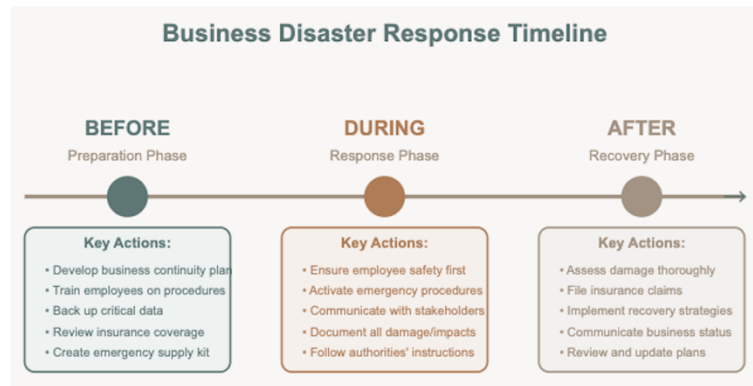 Business Disaster Response Timeline
BEFORE
Preparation Phase
DURING
Response Phase
AFTER
Recovery Phase
Key Actions:
• Develop business continuity plan
• Train employees on procedures
• Back up critical data
• Review insurance coverage
• Create emergency supply kit
Key Actions:
• Ensure employee safety first
• Activate emergency procedures
• Communicate with stakeholders
• Document all damage/impacts
• Follow authorities' instructions
Key Actions:
• Assess damage thoroughly
• File insurance claims
• Implement recovery strategies
• Communicate business status
• Review and update plans